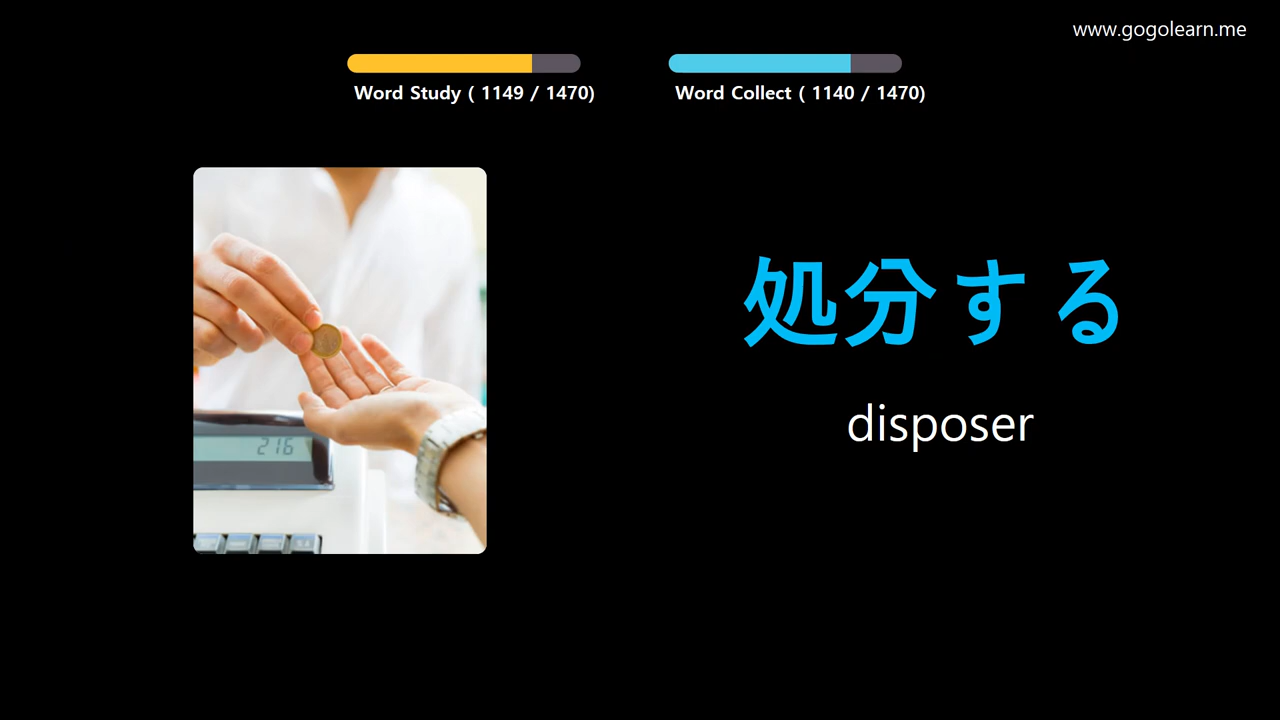 www.gogolearn.me
Word Study ( 1149 / 1470)
Word Collect ( 1140 / 1470)
処分する
disposer
216